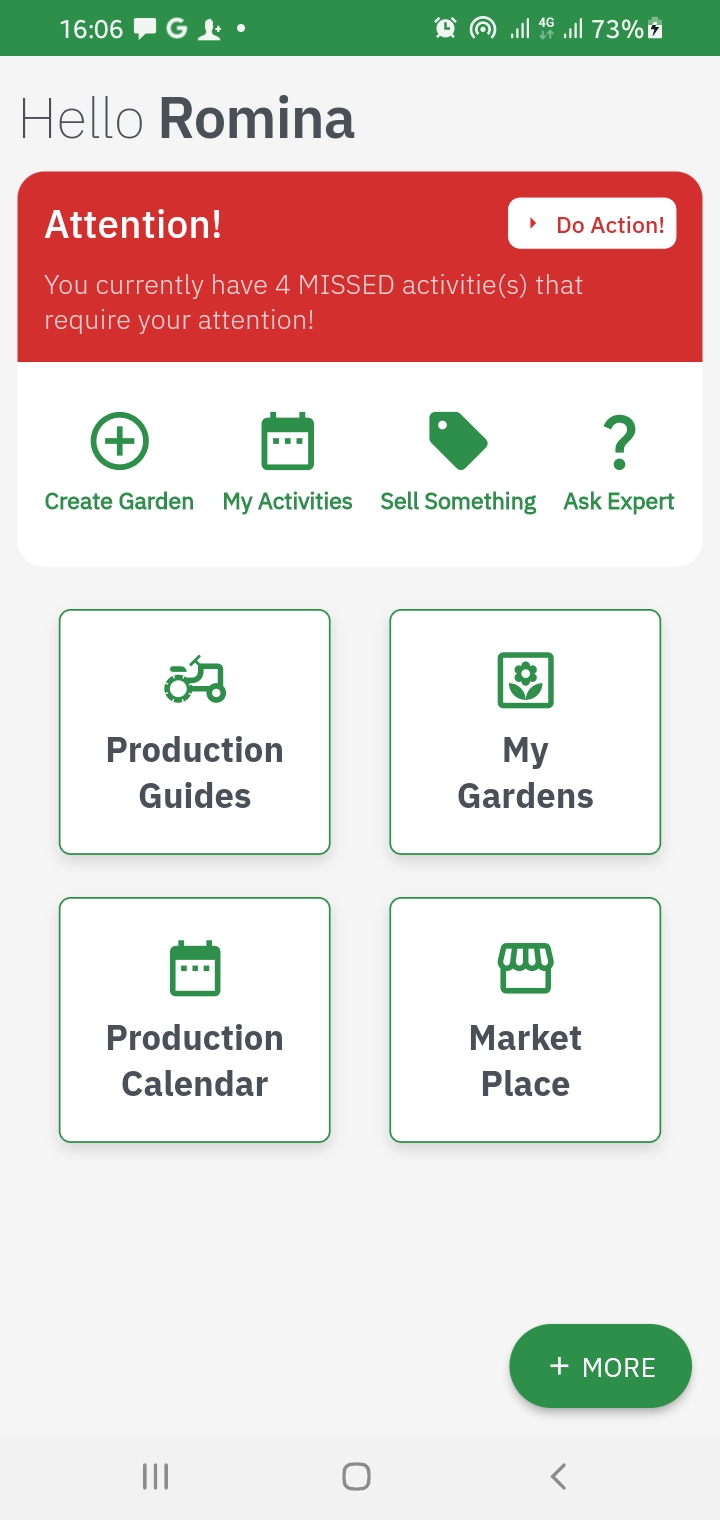 16:06
4G
73%
Hello Romina
Attention!
Do Action!
You currently have 4 MISSED activitie(s) that
require your attention!
Create Garden
My Activities
Sell Something
Ask Expert
Production
Guides
My
Gardens
Production
Calendar
Market
Place
+ MORE